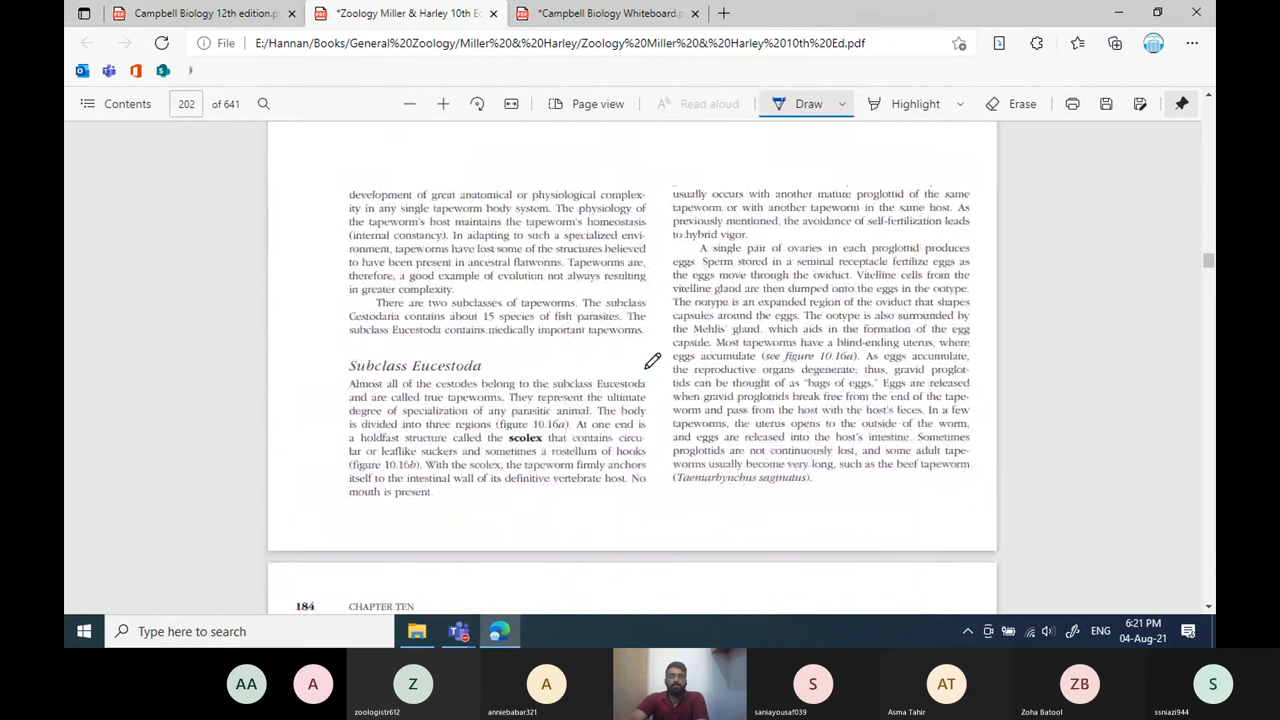 Campbell Biology 12th edition.p
*Zoology Miller & Harley 10th Ec
*Campbell Biology Whiteboard.p
File
E:/Hannan/Books/General%20Zoology/Miller%20&%20Harley/Zoology%20Miller%20&%20Harley%2010th%20Ed.pdf
Contents
202
of 641
Page view
Read aloud
Draw
Highlight
Erase
development of great anatomical or physiological complex-
ity in any single tapeworm body system. The physiology of
the tapeworm's host maintains the tapeworm's homeostasis
(internal constancy). In adapting to such a specialized envi-
ronment, tapeworms have lost some of the structures believed
to have been present in ancestral flatworms. Tapeworms are,
therefore, a good example of evolution not always resulting
in greater complexity.
There are two subclasses of tapeworms. The subclass
Cestodaria contains about 15 species of fish parasites. The
subclass Eucestoda contains medically important tapeworms.
Subclass Eucestoda
Almost all of the cestodes belong to the subclass Eucestoda
and are called true tapeworms. They represent the ultimate
degree of specialization of any parasitic animal. The body
is divided into three regions (figure 10.16a). At one end is
a holdfast structure called the scolex that contains circu-
lar or leaflike suckers and sometimes a rostellum of hooks
(figure 10.16b). With the scolex, the tapeworm firmly anchors
itself to the intestinal wall of its definitive vertebrate host. No
mouth is present.
usually occurs with another mature proglottid of the same
tapeworm or with another tapeworm in the same host. As
previously mentioned, the avoidance of self-fertilization leads
to hybrid vigor.
A single pair of ovaries in each proglottid produces
eggs. Sperm stored in a seminal receptacle fertilize eggs as
the eggs move through the oviduct. Vitelline cells from the
vitelline gland are then dumped onto the eggs in the ootype.
The ootype is an expanded region of the oviduct that shapes
capsules around the eggs. The ootype is also surrounded by
the Mehlis' gland, which aids in the formation of the egg
capsule. Most tapeworms have a blind-ending uterus, where
eggs accumulate (see figure 10.16a). As eggs accumulate,
the reproductive organs degenerate; thus, gravid proglot-
tids can be thought of as "bags of eggs." Eggs are released
when gravid proglottids break free from the end of the tape-
worm and pass from the host with the host's feces. In a few
tapeworms, the uterus opens to the outside of the worm,
and eggs are released into the host's intestine. Sometimes
proglottids are not continuously lost, and some adult tape-
worms usually become very long, such as the beef tapeworm
(Taeniarhynchus saginatus).
184
CHAPTER TEN
Type here to search
ENG
6:21 PM
04-Aug-21
AA
A
Z
A
S
AT
ZB
S
zoologistr612
anniebabar321
saniayousaf039
Asma Tahir
Zoha Batool
ssniazi944